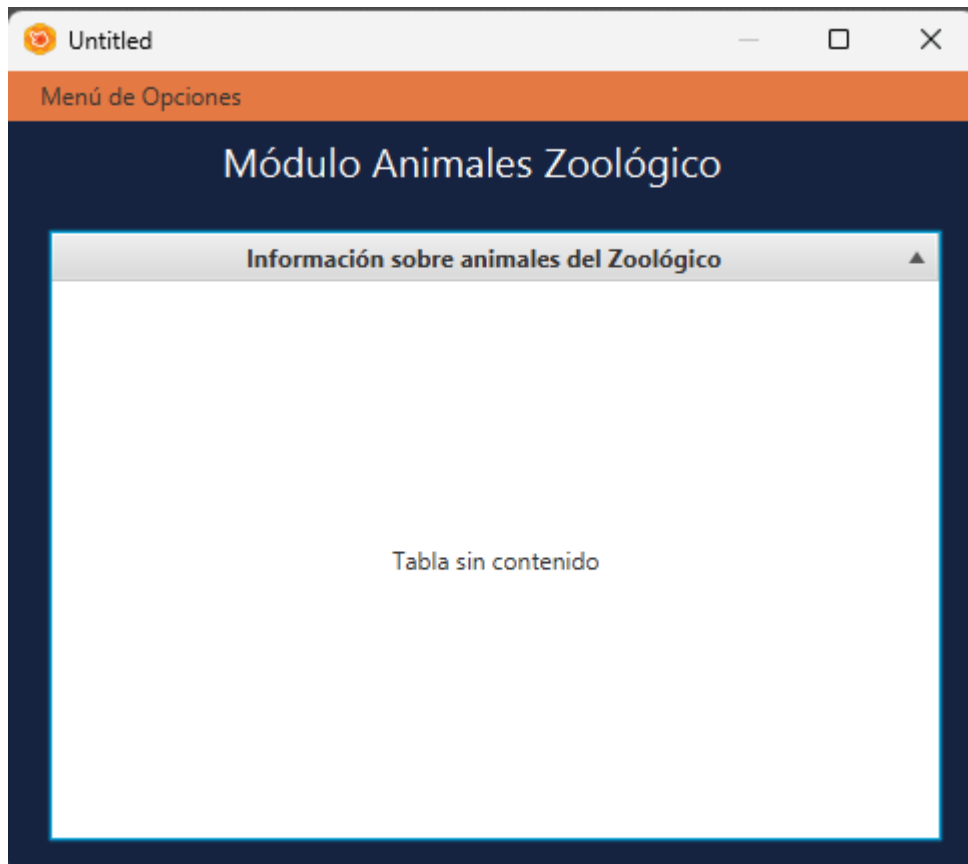 Untitled
Menú de Opciones
Módulo Animales Zoológico
Información sobre animales del Zoológico
Tabla sin contenido